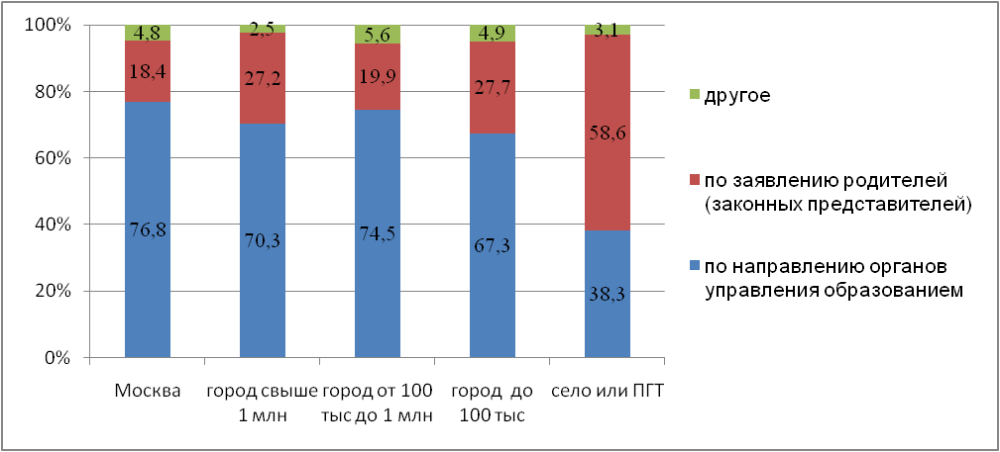 100%
80%
60%
40%
20%
0%
4,8
2,5
5,6
4,9
3,1
18,4
27,2
19,9
27,7
58,6
76,8
70,3
74,5
67,3
38,3
Москва
город свыше
1 млн
город от 100
тыс до 1 млн
город до
100 тыс
село или ПГТ
другое
по заявлению родителей
(законных представителей)
по направлению органов
управления образованием